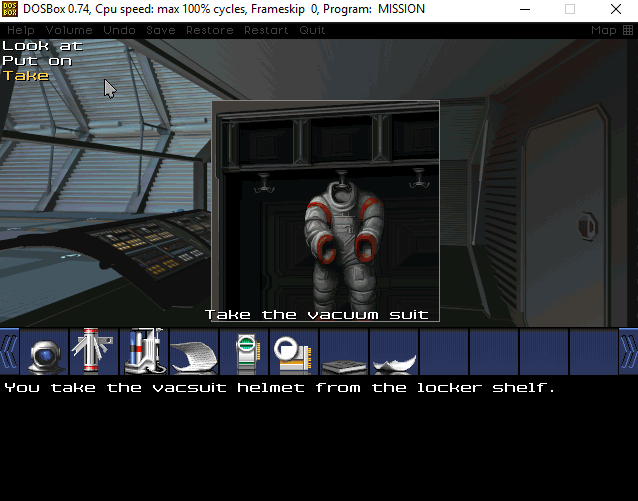 DOS
BOX
DOSBox 0.74, Cpu speed: max 100% cycles, Frameskip 0, Program: MISSION
Help Volume Undo Save Restore Restart Quit Map
Look at
Put on
Take
Take the vacuum suit
You take the vacsuit helmet from the locker shelf.